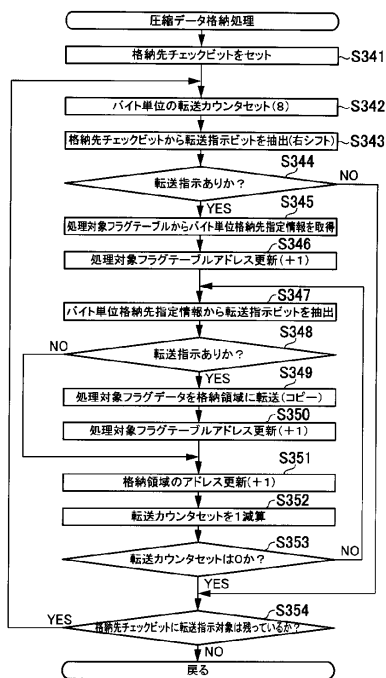 圧縮データ格納処理
格納先チェックビットをセット
S341
バイト単位の転送カウンタセット(8)
S342
格納先チェックビットから転送指示ビットを抽出(右シフト)
S343
S344
転送指示ありか?
NO
YES
S345
処理対象フラグテーブルからバイト単位格納先指定情報を取得
S346
処理対象フラグテーブルアドレス更新(+1)
S347
バイト単位格納先指定情報から転送指示ビットを抽出
S348
NO
転送指示ありか?
YES
S349
処理対象フラグデータを格納領域に転送(コピー)
S350
処理対象フラグテーブルアドレス更新(+1)
S351
格納領域のアドレス更新(+1)
S352
転送カウンタセットを1減算
S353
転送カウンタセットは0か?
NO
YES
S354
YES
格納先チェックビットに転送指示対象は残っているか?
NO
戻る